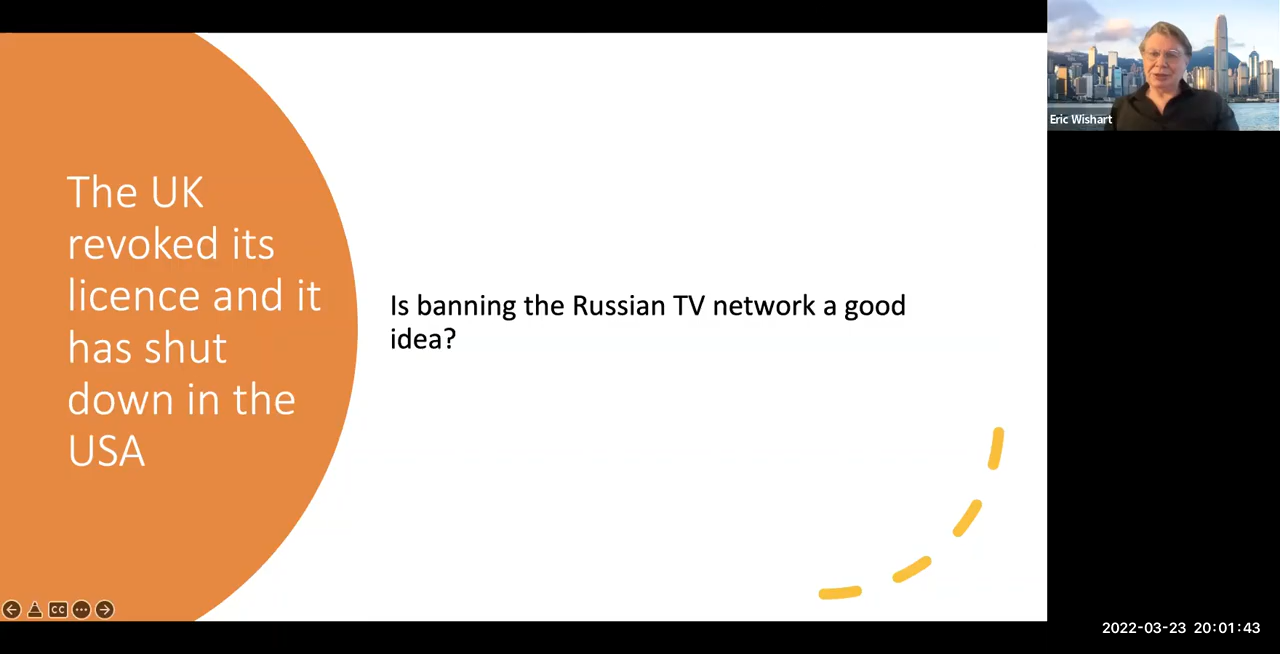 The UK
revoked its
licence and it
has shut
down in the
USA
Is banning the Russian TV network a good
idea?
Eric Wishart
CC
2022-03-23 20:01:43